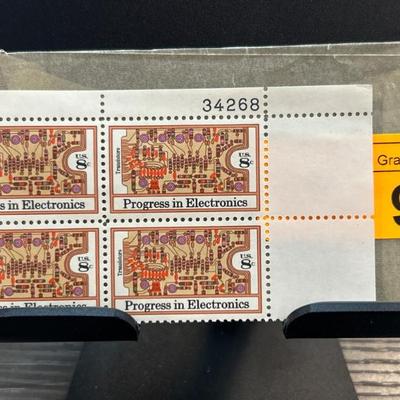 34268
U.S. 8c
Transistors
U.S. 8c
Progress in Electronics
Progress in Electronics
U.S. 8c
Transistors
U.S. 8c
Progress in Electronics
Progress in Electronics
Gra
9